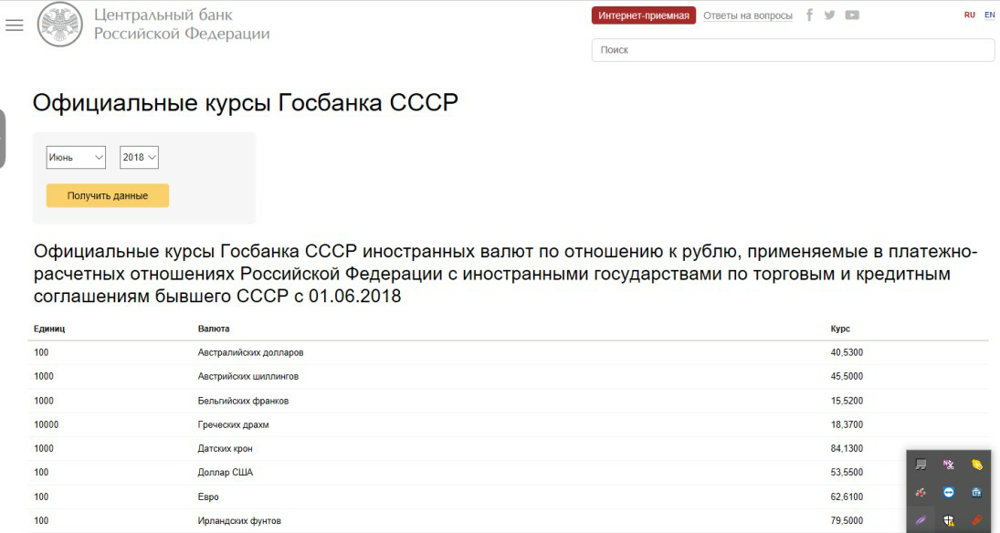 Центральный банк
Российской Федерации
Интернет-приемная Ответы на вопросы RU EN
Поиск
Официальные курсы Госбанка СССР
Июнь 2018
Получить данные
Официальные курсы Госбанка СССР иностранных валют по отношению к рублю, применяемые в платежно-
расчетных отношениях Российской Федерации с иностранными государствами по торговым и кредитным
соглашениям бывшего СССР с 01.06.2018
Единиц Валюта Курс
100 Австралийских долларов 40,5300
1000 Австрийских шиллингов 45,5000
1000 Бельгийских франков 15,5200
10000 Греческих драхм 18,3700
1000 Датских крон 84,1300
100 Доллар США 53,5500
100 Евро 62,6100
100 Ирландских фунтов 79,5000